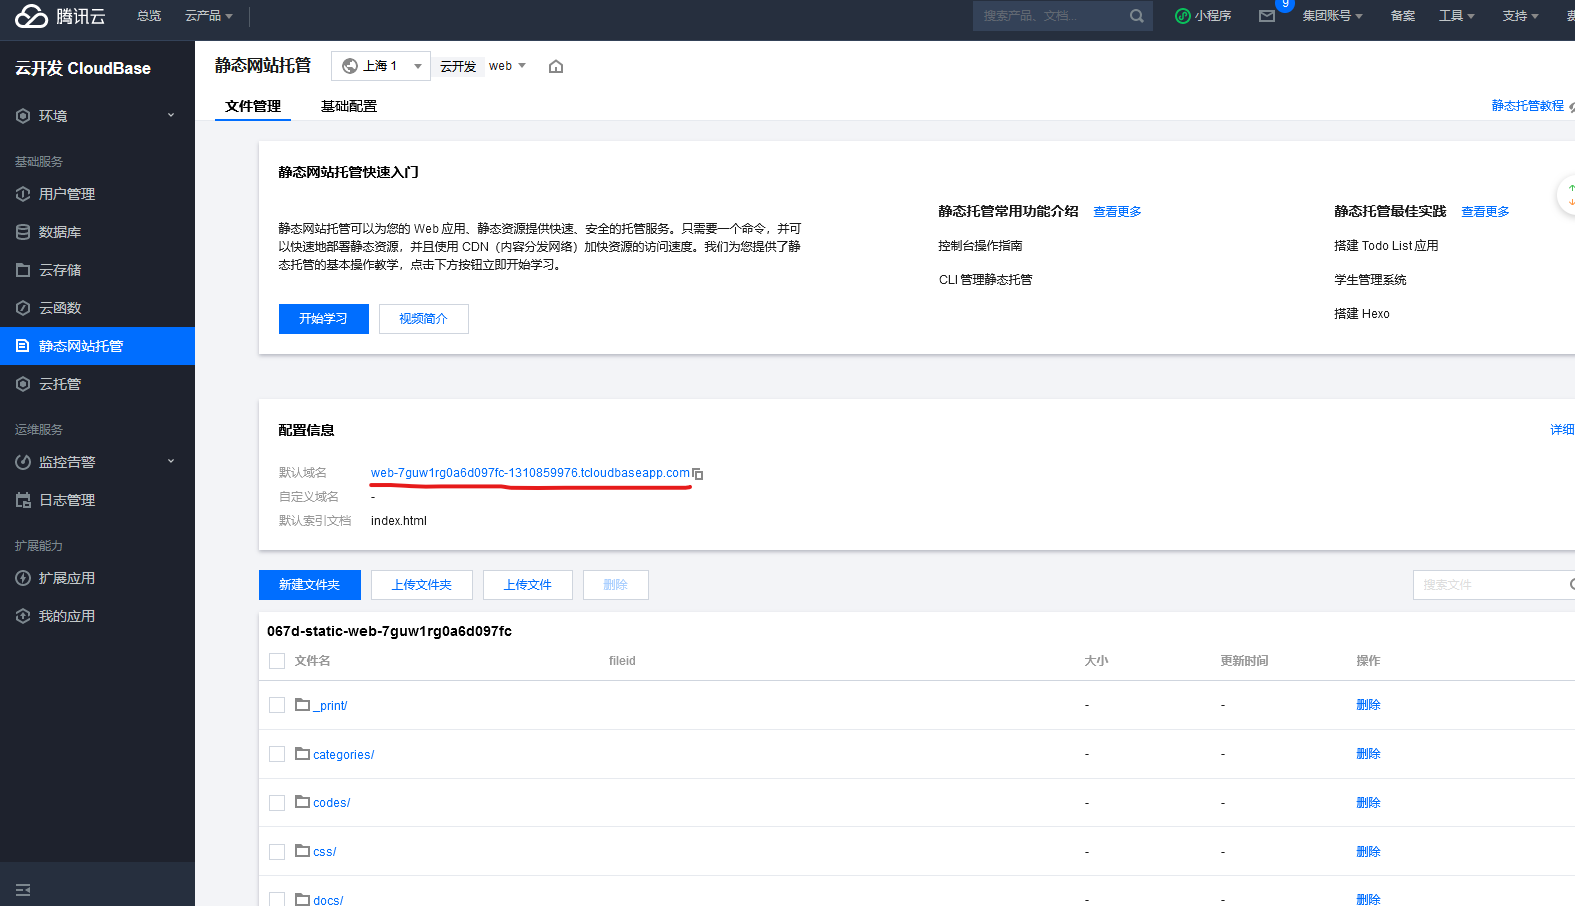 腾讯云 总览 云产品 搜索产品、文档... 小程序 9 集团账号 备案 工具 支持
云开发 CloudBase
环境
基础服务
用户管理
数据库
云存储
云函数
静态网站托管
云托管
运维服务
监控告警
日志管理
扩展能力
扩展应用
我的应用
静态网站托管 上海 1 云开发 web
文件管理 基础配置 静态托管教程
静态网站托管快速入门
静态网站托管可以为您的 Web 应用、静态资源提供快速、安全的托管服务。只需要一个命令，并可
以快速地部署静态资源，并且使用 CDN（内容分发网络）加快资源的访问速度。我们为您提供了静
态托管的基本操作教学，点击下方按钮立即开始学习。
开始学习 视频简介
静态托管常用功能介绍 查看更多
控制台操作指南
CLI 管理静态托管
静态托管最佳实践 查看更多
搭建 Todo List 应用
学生管理系统
搭建 Hexo
配置信息 详细
默认域名 web-7guw1rg0a6d097fc-1310859976.tcloudbaseapp.com
自定义域名 -
默认索引文档 index.html
新建文件夹 上传文件夹 上传文件 删除 搜索文件
067d-static-web-7guw1rg0a6d097fc
文件名 fileid 大小 更新时间 操作
_print/ - - 删除
categories/ - - 删除
codes/ - - 删除
css/ - - 删除
docs/ - - 删除